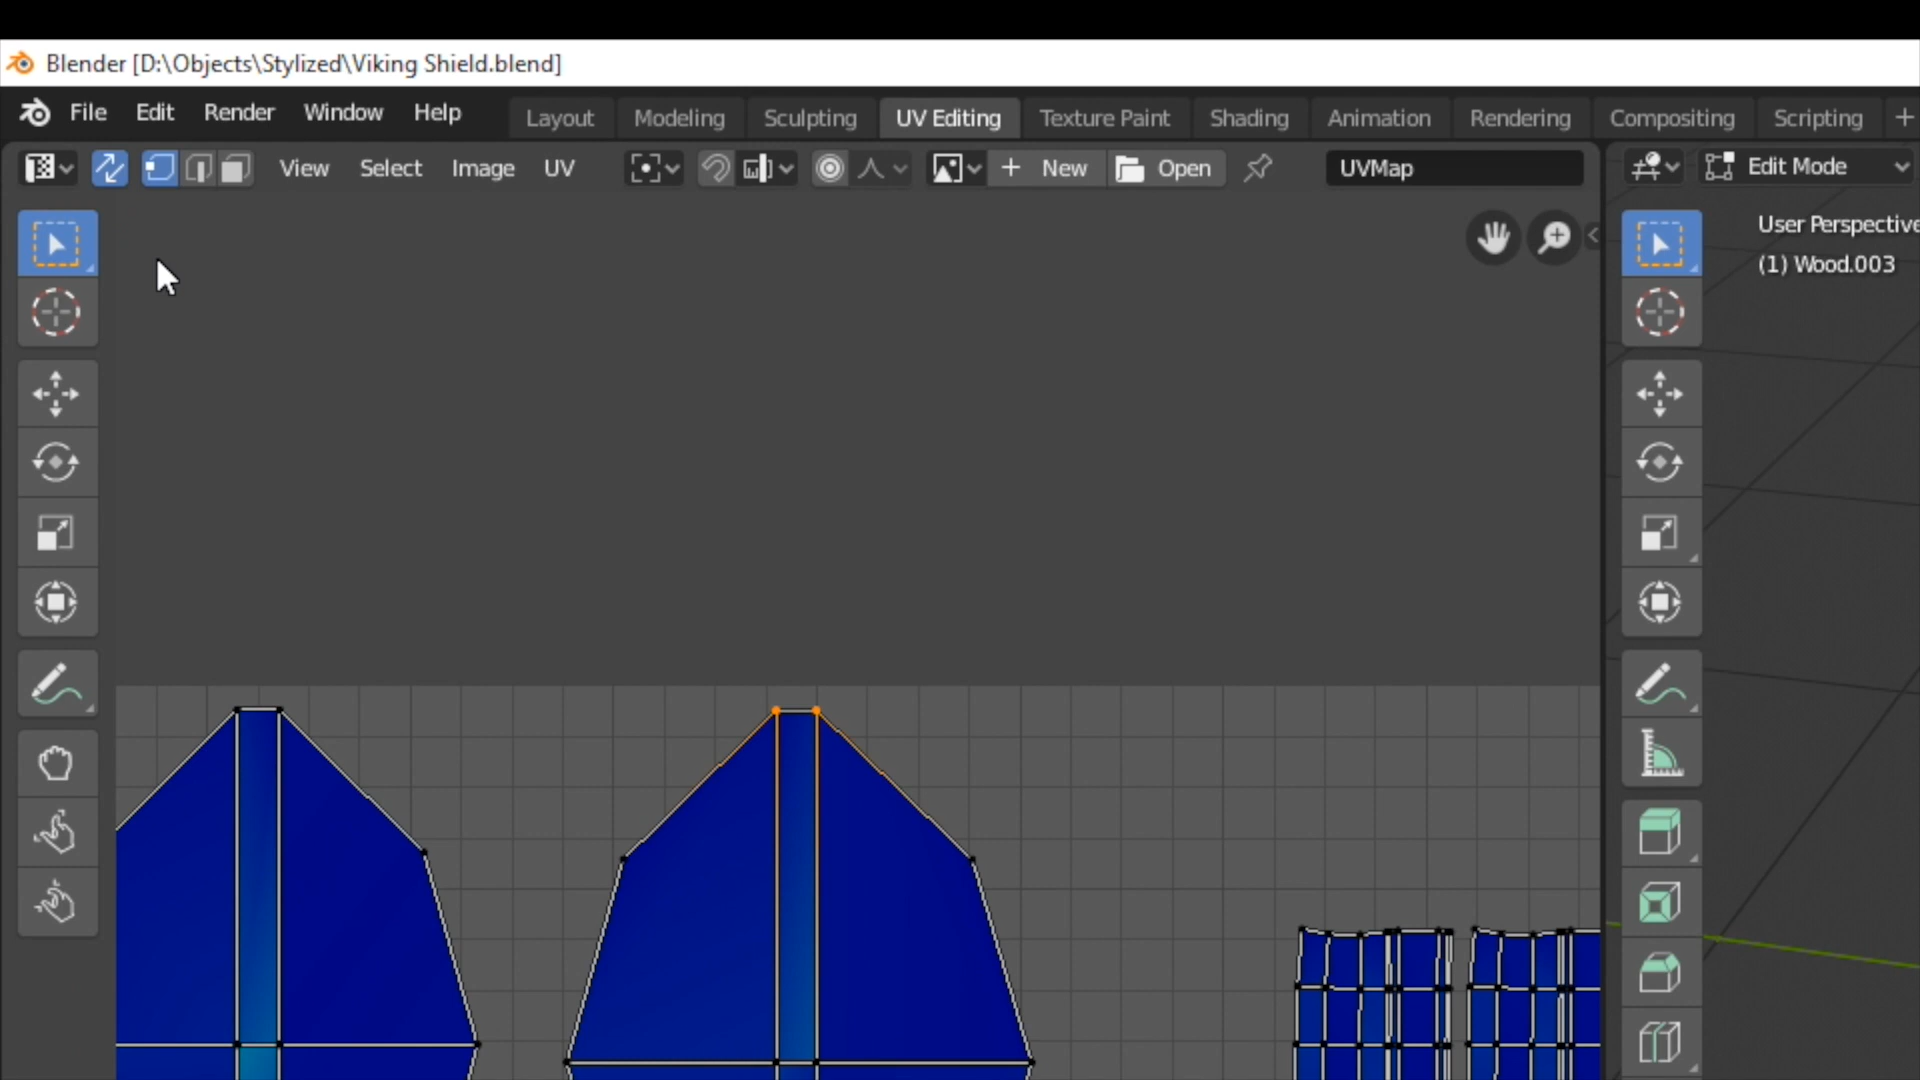 Blender [D:\Objects\Stylized\Viking Shield.blend]
File Edit Render Window Help Layout Modeling Sculpting UV Editing Texture Paint Shading Animation Rendering Compositing Scripting +
View Select Image UV + New Open UVMap Edit Mode
User Perspective
(1) Wood.003